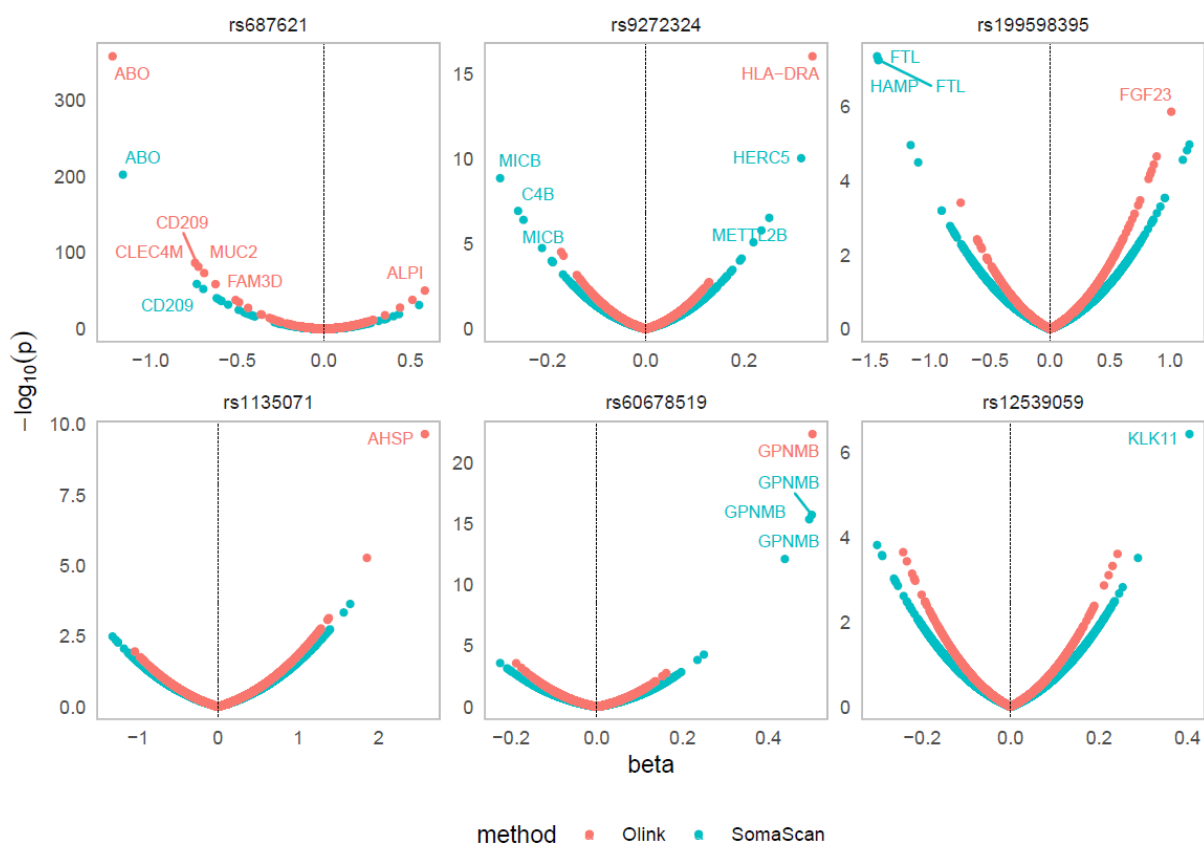 rs687621
rs9272324
rs199598395
ABO
ABO
CD209
CLEC4M
MUC2
FAM3D
CD209
ALPI
300
200
100
0
−1.0
−0.5
0.0
0.5
HLA−DRA
MICB
HERC5
C4B
MICB
METTL2B
15
10
5
0
−0.2
0.0
0.2
FTL
HAMP
FTL
FGF23
6
4
2
0
−1.5
−1.0
−0.5
0.0
0.5
1.0
−log10(p)
rs1135071
rs60678519
rs12539059
AHSP
10.0
7.5
5.0
2.5
0.0
−1
0
1
2
GPNMB
GPNMB
GPNMB
GPNMB
20
15
10
5
0
−0.2
0.0
0.2
0.4
KLK11
6
4
2
0
−0.2
0.0
0.2
0.4
beta
method Olink SomaScan